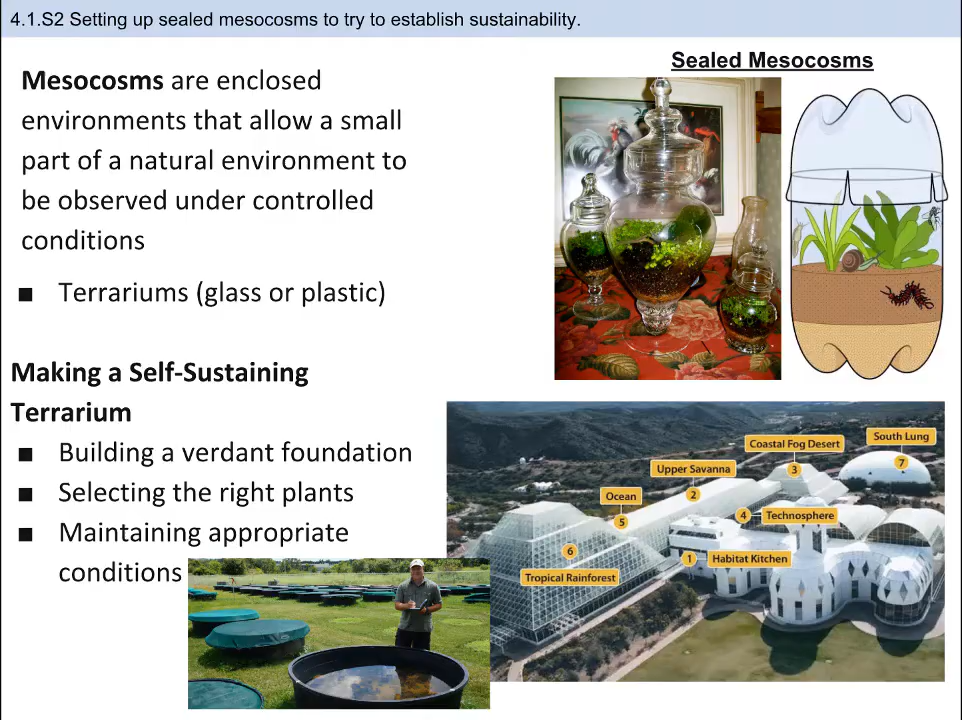 4.1.S2 Setting up sealed mesocosms to try to establish sustainability.
Sealed Mesocosms
Mesocosms are enclosed
environments that allow a small
part of a natural environment to
be observed under controlled
conditions
■ Terrariums (glass or plastic)
Making a Self-Sustaining
Terrarium
■ Building a verdant foundation
■ Selecting the right plants
■ Maintaining appropriate
conditions
South Lung
7
Coastal Fog Desert
3
Upper Savanna
2
Ocean
5
4 Technosphere
6
Tropical Rainforest
1 Habitat Kitchen